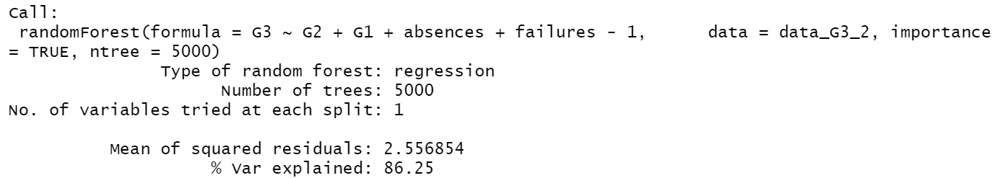 Call:
 randomForest(formula = G3 ~ G2 + G1 + absences + failures - 1,      data = data_G3_2, importance
= TRUE, ntree = 5000)
               Type of random forest: regression
                     Number of trees: 5000
No. of variables tried at each split: 1

          Mean of squared residuals: 2.556854
                    % Var explained: 86.25